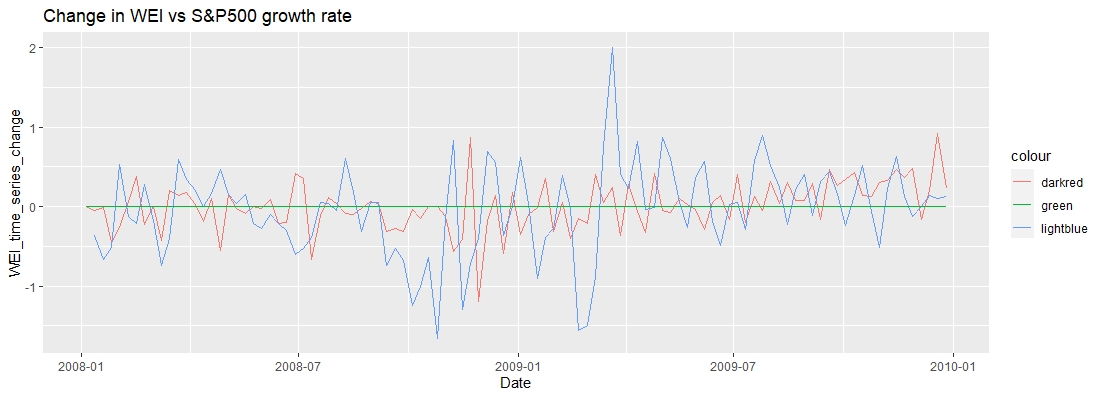 Change in WEI vs S&P500 growth rate
WEI_time_series_change
2
1
0
-1
2008-01
2008-07
2009-01
2009-07
2010-01
Date
colour
darkred
green
lightblue